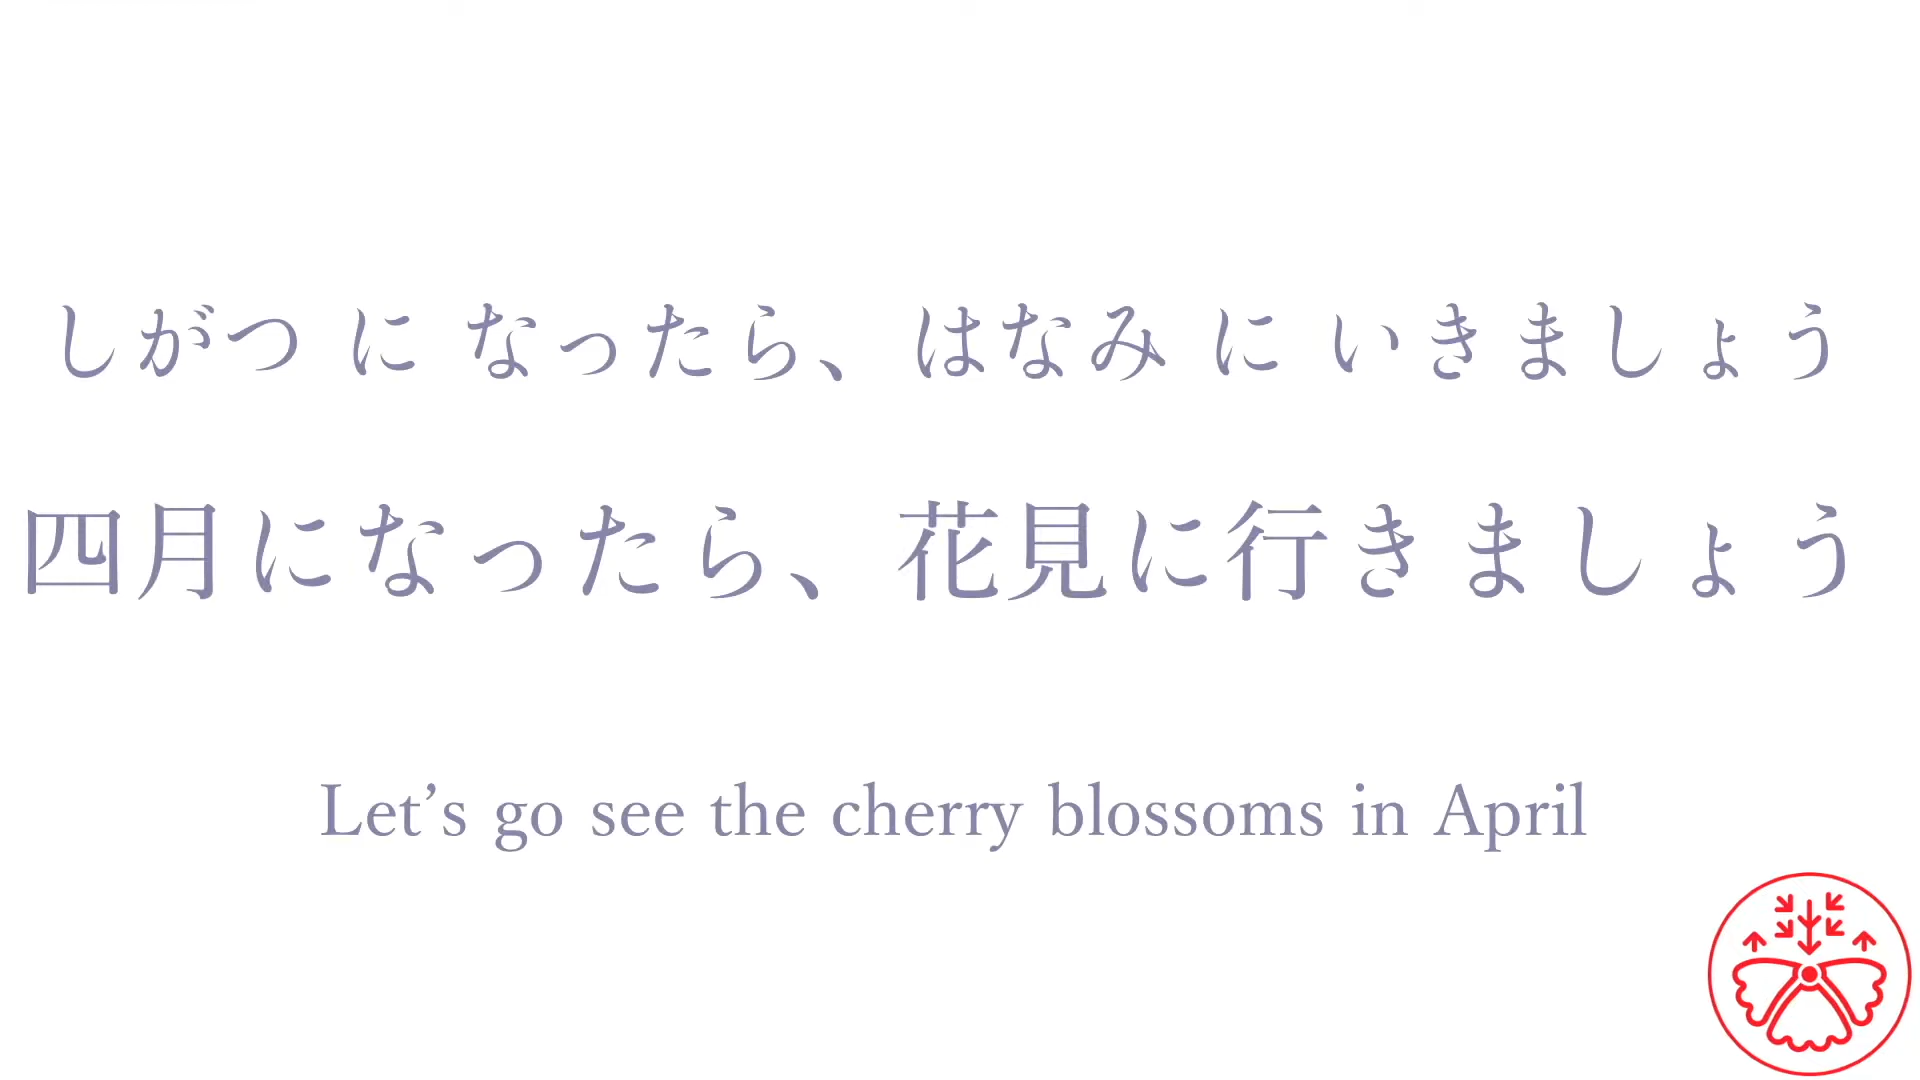 しがつ に なったら、はなみ に いきましょう
四月になったら、花見に行きましょう
Let’s go see the cherry blossoms in April